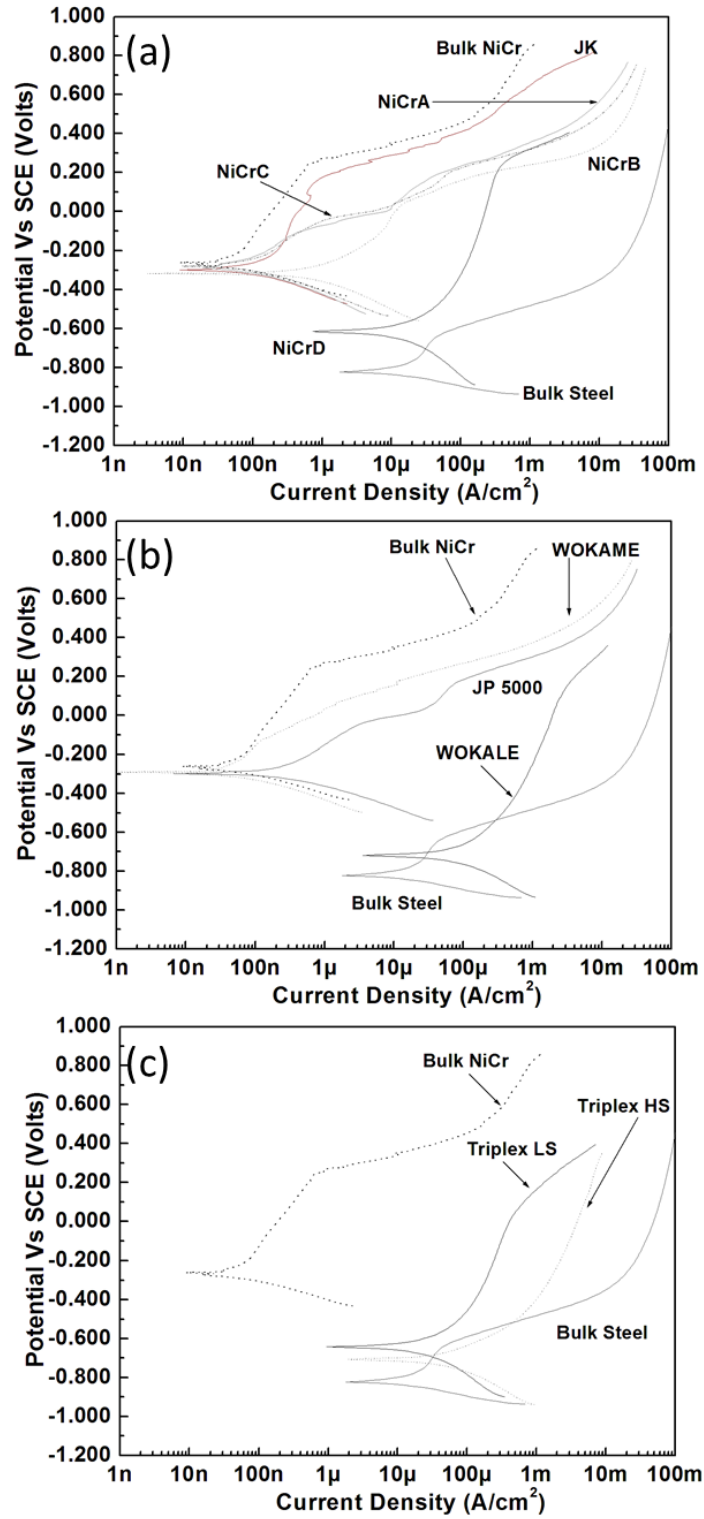 (a)
Bulk NiCr
JK
NiCrA
NiCrB
NiCrC
NiCrD
Bulk Steel
1.000
0.800
0.600
0.400
0.200
0.000
-0.200
-0.400
-0.600
-0.800
-1.000
-1.200
Potential Vs SCE (Volts)
1n 10n 100n 1µ 10µ 100µ 1m 10m 100m
Current Density (A/cm²)
(b)
Bulk NiCr
WOKAME
JP 5000
WOKALE
Bulk Steel
1.000
0.800
0.600
0.400
0.200
0.000
-0.200
-0.400
-0.600
-0.800
-1.000
-1.200
Potential Vs SCE (Volts)
1n 10n 100n 1µ 10µ 100µ 1m 10m 100m
Current Density (A/cm²)
(c)
Bulk NiCr
Triplex HS
Triplex LS
Bulk Steel
1.000
0.800
0.600
0.400
0.200
0.000
-0.200
-0.400
-0.600
-0.800
-1.000
-1.200
Potential Vs SCE (Volts)
1n 10n 100n 1µ 10µ 100µ 1m 10m 100m
Current Density (A/cm²)